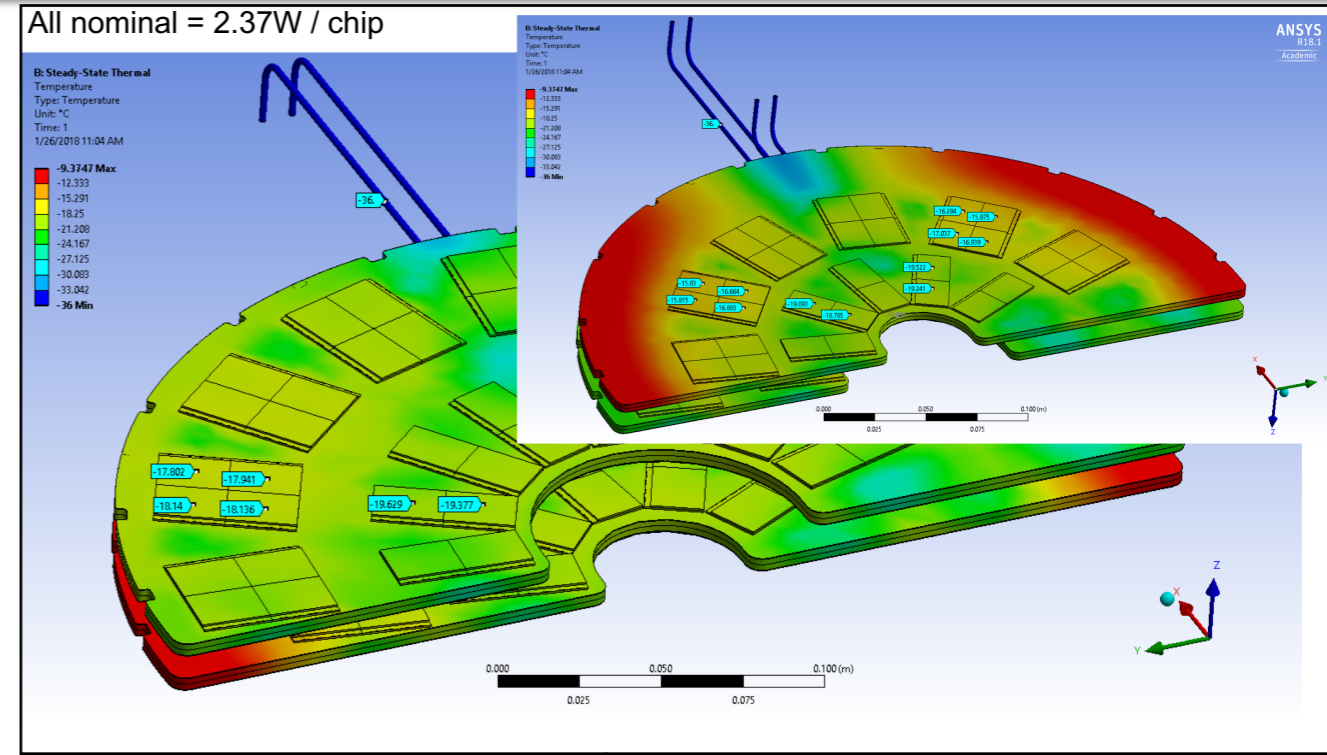 All nominal = 2.37W / chip
B: Steady-State Thermal
Temperature
Type: Temperature
Unit: °C
Time: 1
1/26/2018 11:04 AM
-9.3747 Max
-12.333
-15.291
-18.25
-21.208
-24.167
-27.125
-30.083
-33.042
-36 Min
-36.
-17.802
-17.941
-18.14
-18.136
-19.629
-19.377
0.000
0.050
0.100 (m)
0.025
0.075
Z
X
Y
B: Steady-State Thermal
Temperature
Type: Temperature
Unit: °C
Time: 1
1/26/2018 11:04 AM
-9.3747 Max
-12.333
-15.291
-18.25
-21.208
-24.167
-27.125
-30.083
-33.042
-36 Min
ANSYS
R18.1
Academic
-36.
-16.284
-15.875
-17.037
-16.939
-19.522
-19.241
-15.83
-16.664
-15.815
-16.883
-19.093
-18.785
0.000
0.050
0.100 (m)
0.025
0.075
X
Y
Z